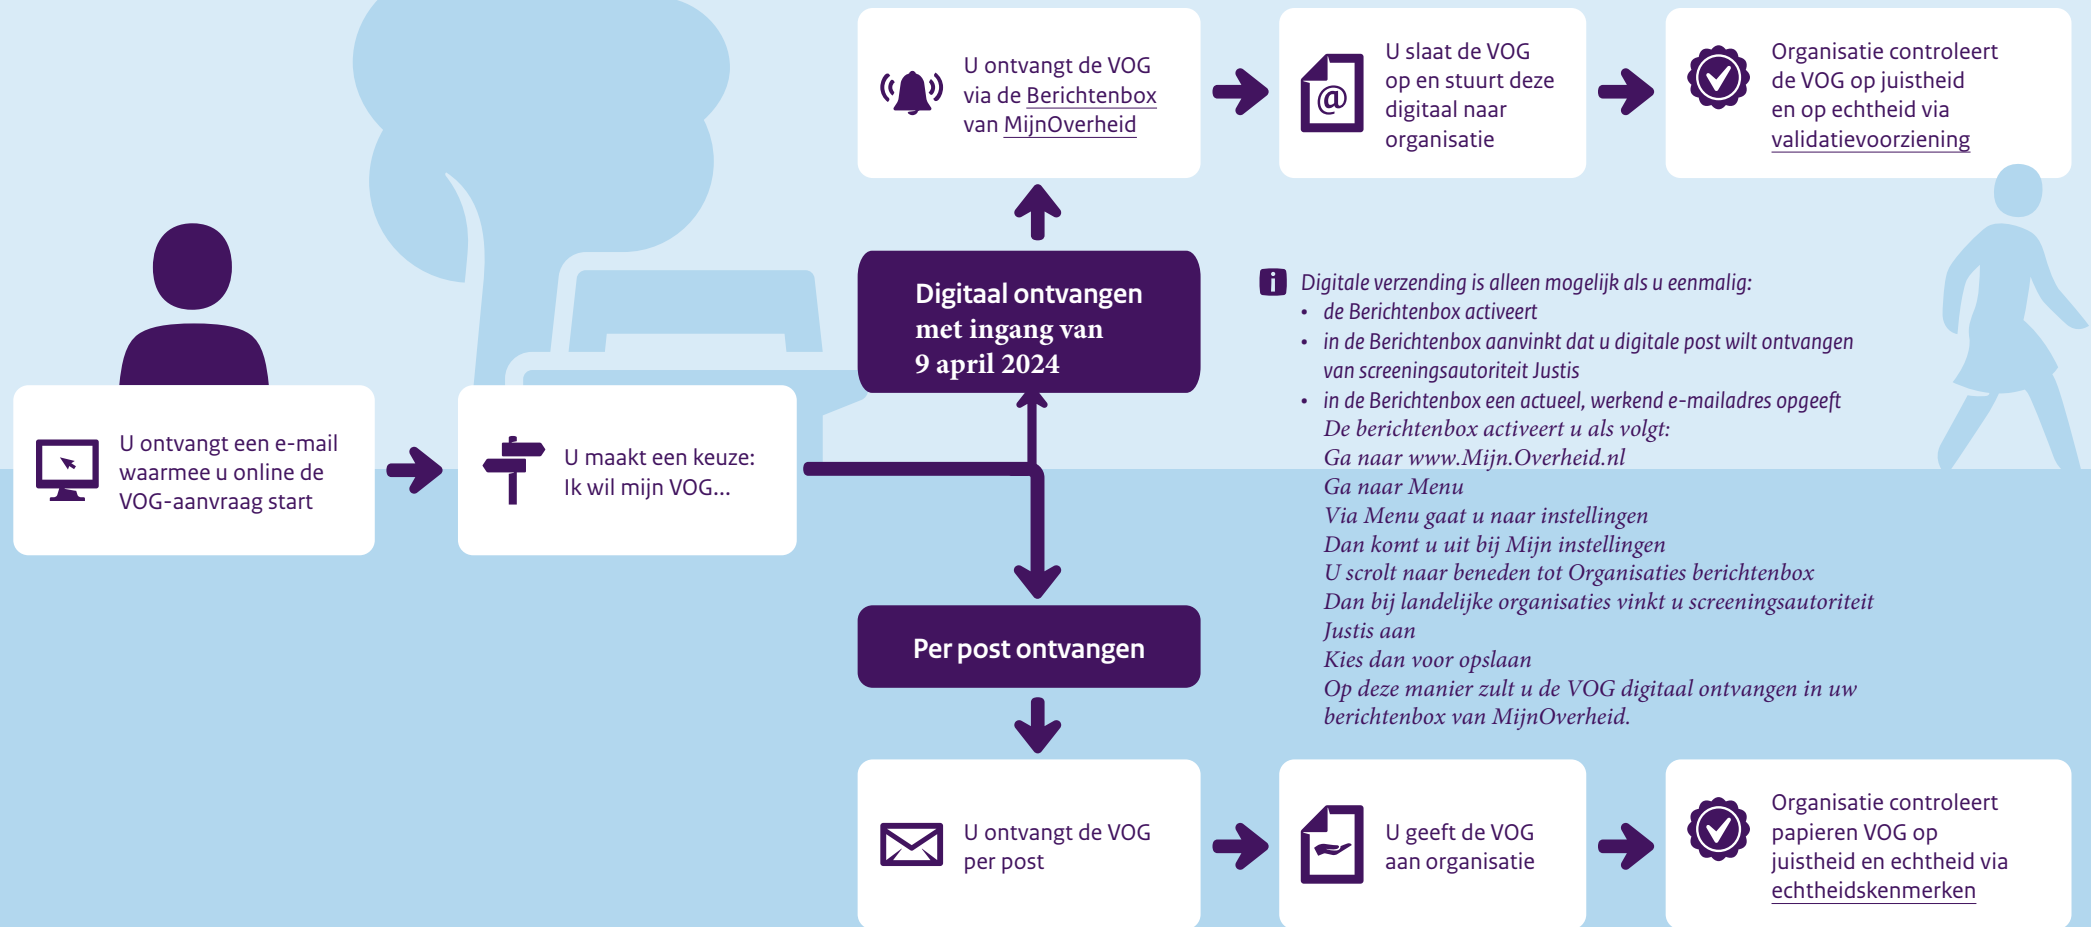 U ontvangt een e-mail
waarmee u online de
VOG-aanvraag start
U maakt een keuze:
Ik wil mijn VOG...
Digitaal ontvangen
met ingang van
9 april 2024
U ontvangt de VOG
via de Berichtenbox
van MijnOverheid
U slaat de VOG
op en stuurt deze
digitaal naar
organisatie
@
Organisatie controleert
de VOG op juistheid
en op echtheid via
validatievoorziening
i
Digitale verzending is alleen mogelijk als u eenmalig:
• de Berichtenbox activeert
• in de Berichtenbox aanvinkt dat u digitale post wilt ontvangen
van screeningsautoriteit Justis
• in de Berichtenbox een actueel, werkend e-mailadres opgeeft
De berichtenbox activeert u als volgt:
Ga naar www.Mijn.Overheid.nl
Ga naar Menu
Via Menu gaat u naar instellingen
Dan komt u uit bij Mijn instellingen
U scrolt naar beneden tot Organisaties berichtenbox
Dan bij landelijke organisaties vinkt u screeningsautoriteit
Justis aan
Kies dan voor opslaan
Op deze manier zult u de VOG digitaal ontvangen in uw
berichtenbox van MijnOverheid.
Per post ontvangen
U ontvangt de VOG
per post
U geeft de VOG
aan organisatie
Organisatie controleert
papieren VOG op
juistheid en echtheid via
echtheidskenmerken